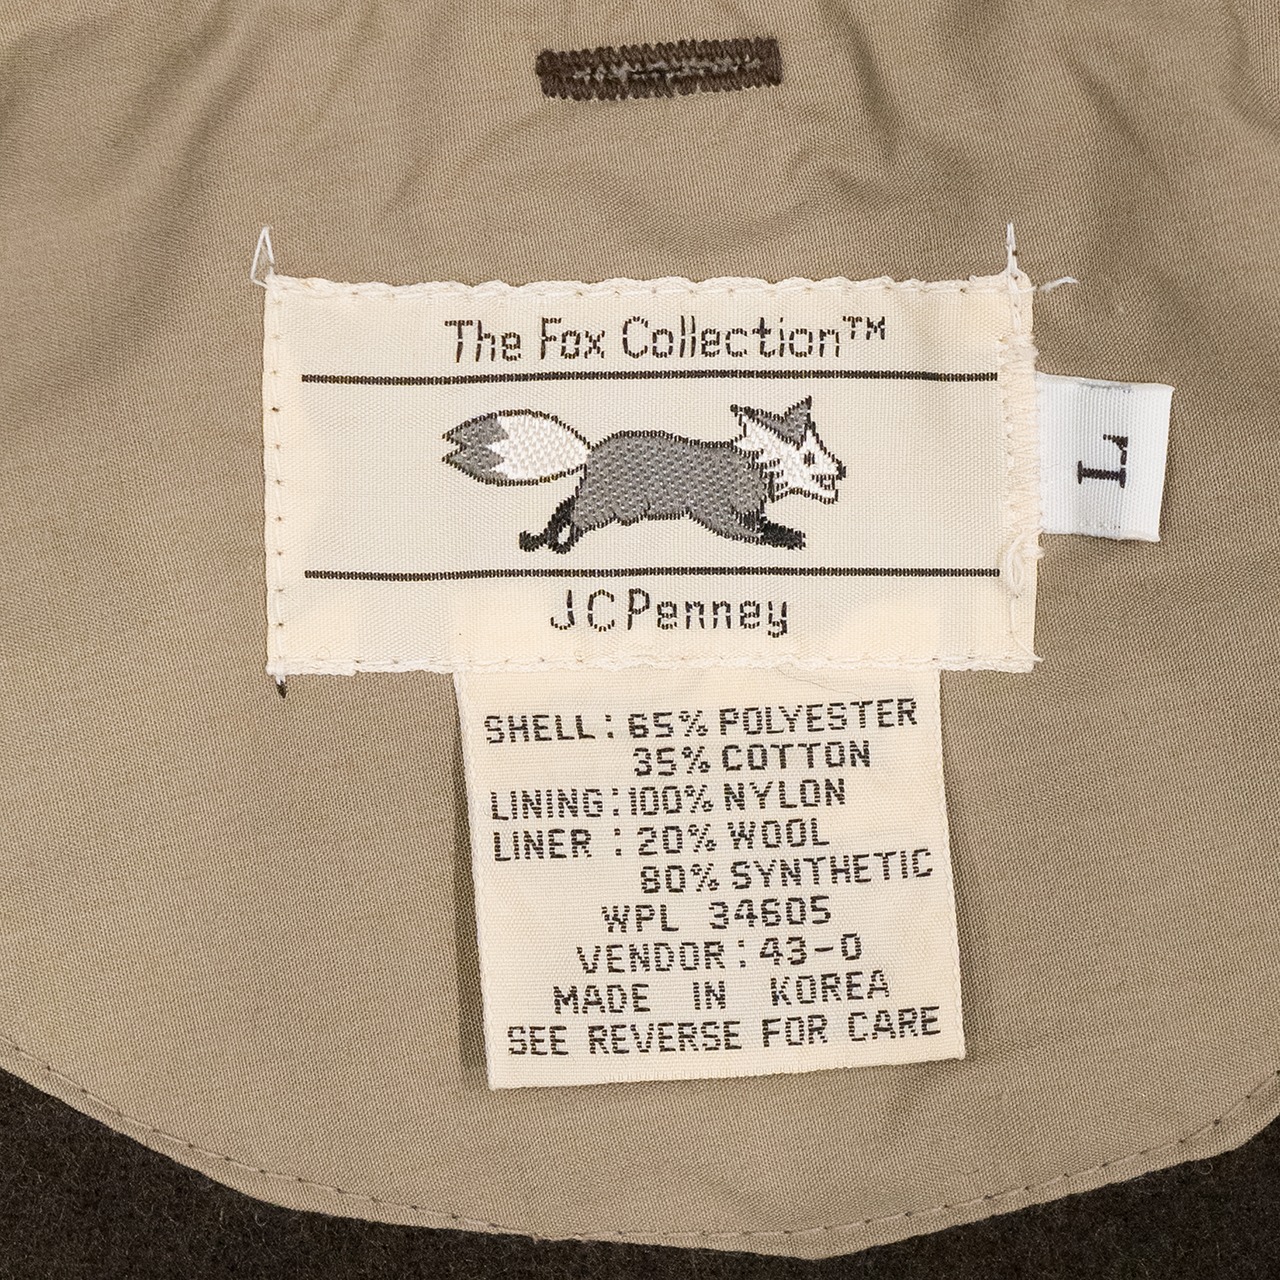 The Fox Collection™
JCPenney
L
SHELL: 65% POLYESTER
35% COTTON
LINING: 100% NYLON
LINER : 20% WOOL
80% SYNTHETIC
WPL 34605
VENDOR: 43-0
MADE IN KOREA
SEE REVERSE FOR CARE